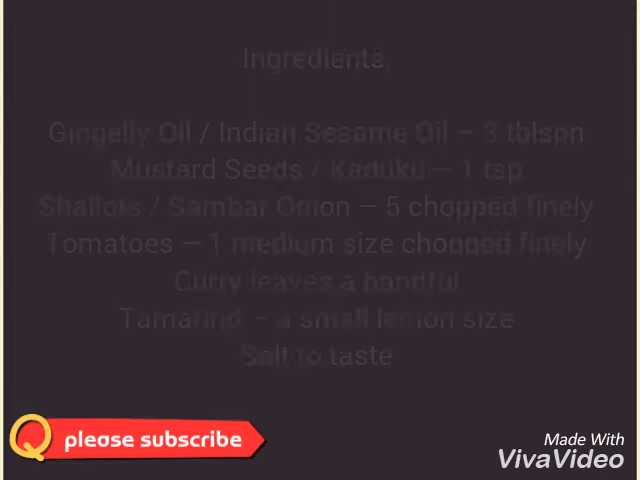 Ingredients
Gingelly Oil / Indian Sesame Oil – 3 tblspn
Mustard Seeds / Kaduku – 1 tsp
Shallots / Sambar Onion – 5 chopped finely
Tomatoes – 1 medium size chopped finely
Curry leaves a handful
Tamarind – a small lemon size
Salt to taste
please subscribe
Made With
VivaVideo